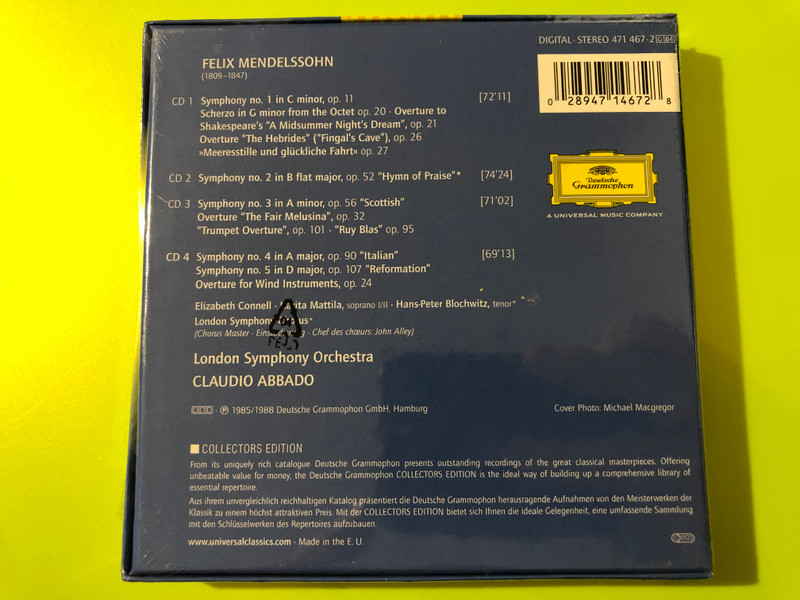 DIGITAL · STEREO 471 467-2 GB4
FELIX MENDELSSOHN
(1809–1847)
CD 1 Symphony no. 1 in C minor, op. 11 [72'11]
Scherzo in G minor from the Octet op. 20 · Overture to
Shakespeare's "A Midsummer Night's Dream", op. 21
Overture "The Hebrides" ("Fingal's Cave"), op. 26
»Meeresstille und glückliche Fahrt« op. 27
CD 2 Symphony no. 2 in B flat major, op. 52 "Hymn of Praise"* [74'24]
CD 3 Symphony no. 3 in A minor, op. 56 "Scottish" [71'02]
Overture "The Fair Melusina", op. 32
"Trumpet Overture", op. 101 · "Ruy Blas" op. 95
CD 4 Symphony no. 4 in A major, op. 90 "Italian" [69'13]
Symphony no. 5 in D major, op. 107 "Reformation"
Overture for Wind Instruments, op. 24
0 28947 14672 8
Deutsche
Grammophon
A UNIVERSAL MUSIC COMPANY
Elizabeth Connell · Mattila, soprano I/II · Hans-Peter Blochwitz, tenor*
London Symphony
(Chorus Master · · Chef des chœurs: John Alley)
London Symphony Orchestra
CLAUDIO ABBADO
DDD · ℗ 1985/1988 Deutsche Grammophon GmbH, Hamburg
Cover Photo: Michael Macgregor
COLLECTORS EDITION
From its uniquely rich catalogue Deutsche Grammophon presents outstanding recordings of the great classical masterpieces. Offering
unbeatable value for money, the Deutsche Grammophon COLLECTORS EDITION is the ideal way of building up a comprehensive library of
essential repertoire.
Aus ihrem unvergleichlich reichhaltigen Katalog präsentiert die Deutsche Grammophon herausragende Aufnahmen von den Meisterwerken der
Klassik zu einem höchst attraktiven Preis. Mit der COLLECTORS EDITION bietet sich Ihnen die ideale Gelegenheit, eine umfassende Sammlung
mit den Schlüsselwerken des Repertoires aufzubauen.
www.universalclassics.com · Made in the E. U.